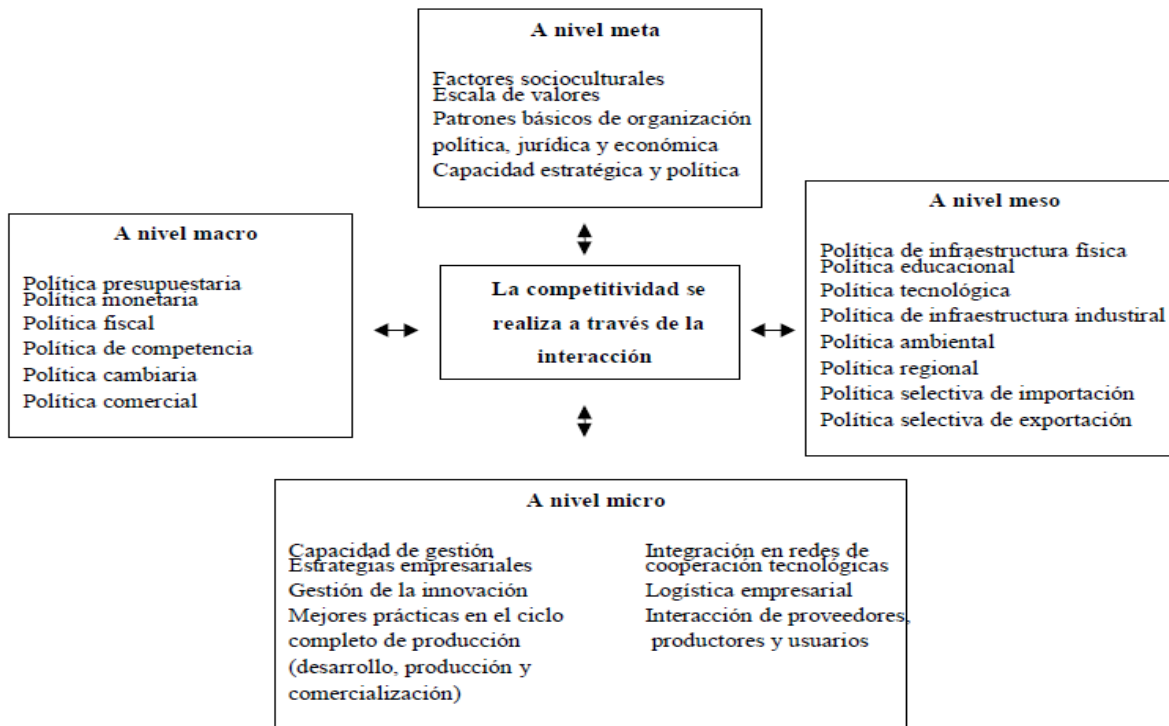 A nivel meta
Factores socioculturales
Escala de valores
Patrones básicos de organización
política, jurídica y económica
Capacidad estratégica y política
A nivel macro
Política presupuestaria
Política monetaria
Política fiscal
Política de competencia
Política cambiaria
Política comercial
La competitividad se
realiza a través de la
interacción
A nivel meso
Política de infraestructura física
Política educacional
Política tecnológica
Política de infraestructura industiral
Política ambiental
Política regional
Política selectiva de importación
Política selectiva de exportación
A nivel micro
Capacidad de gestión
Estrategias empresariales
Gestión de la innovación
Mejores prácticas en el ciclo
completo de producción
(desarrollo, producción y
comercialización)
Integración en redes de
cooperación tecnológicas
Logística empresarial
Interacción de proveedores,
productores y usuarios